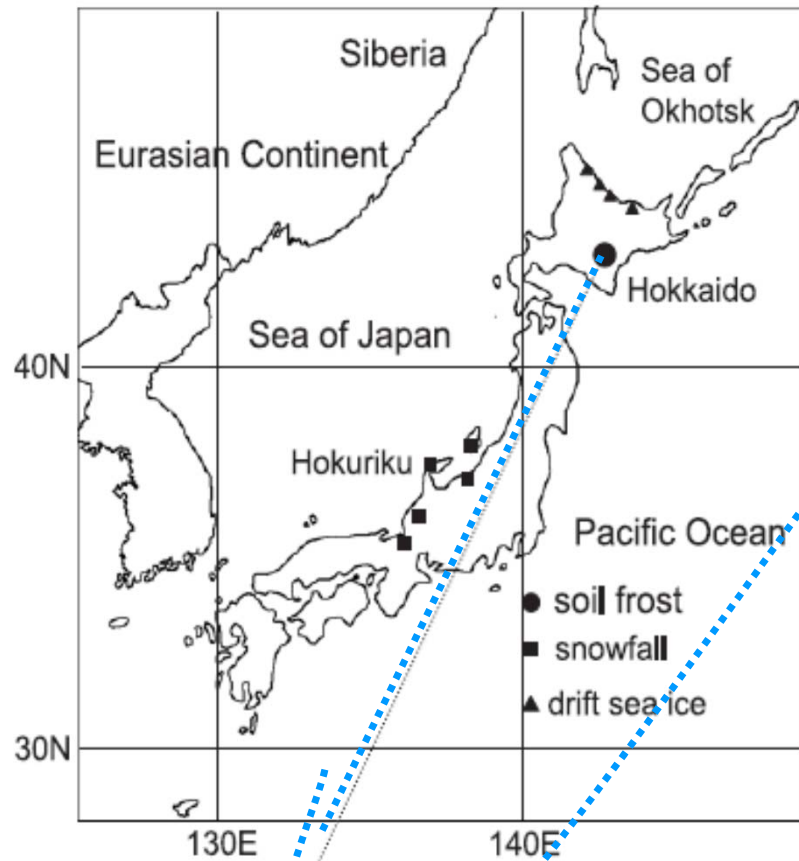 Siberia
Sea of
Okhotsk
Eurasian Continent
Hokkaido
Sea of Japan
40N
Hokuriku
Pacific Ocean
soil frost
snowfall
drift sea ice
30N
130E
140E